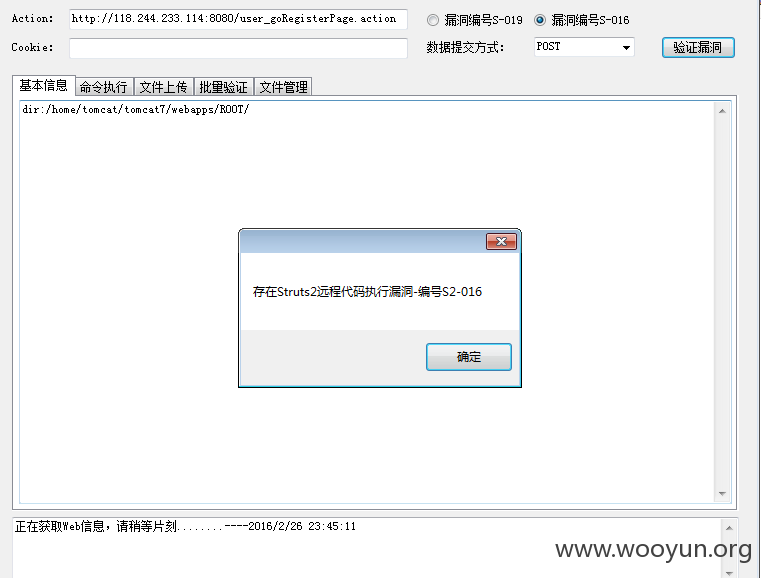 Action: http://118.244.233.114:8080/user_goRegisterPage.action 漏洞编号S-019 漏洞编号S-016
Cookie: 数据提交方式: POST 验证漏洞
基本信息 命令执行 文件上传 批量验证 文件管理
dir:/home/tomcat/tomcat7/webapps/ROOT/
存在Struts2远程代码执行漏洞-编号S2-016
确定
正在获取Web信息，请稍等片刻........----2016/2/26 23:45:11
www.wooyun.org